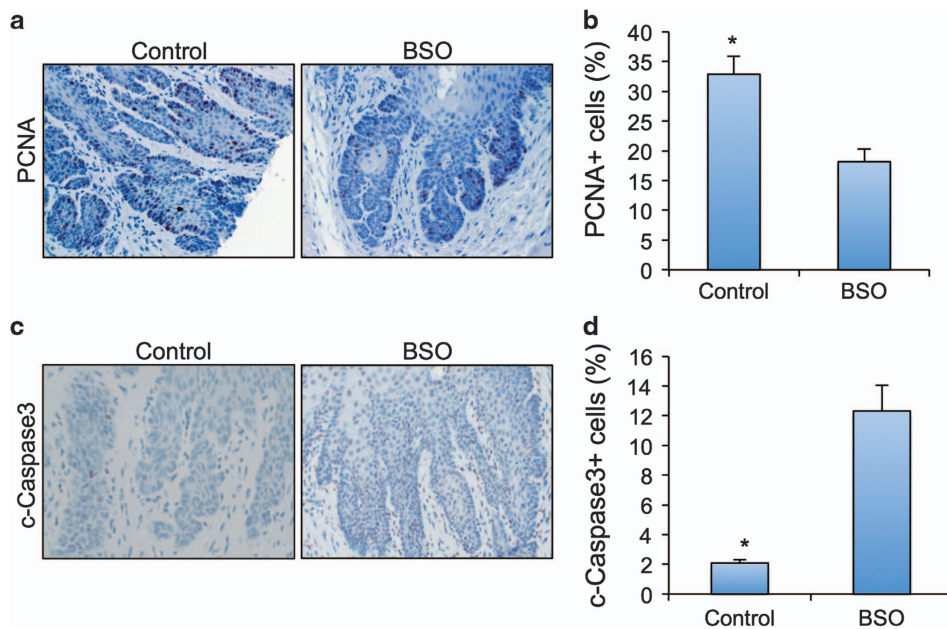 a
Control
BSO
PCNA
b
PCNA+ cells (%)
40
35
30
25
20
15
10
5
0
*
Control
BSO
c
Control
BSO
c-Caspase3
d
c-Caspase3+ cells (%)
16
14
12
10
8
6
4
2
0
*
Control
BSO